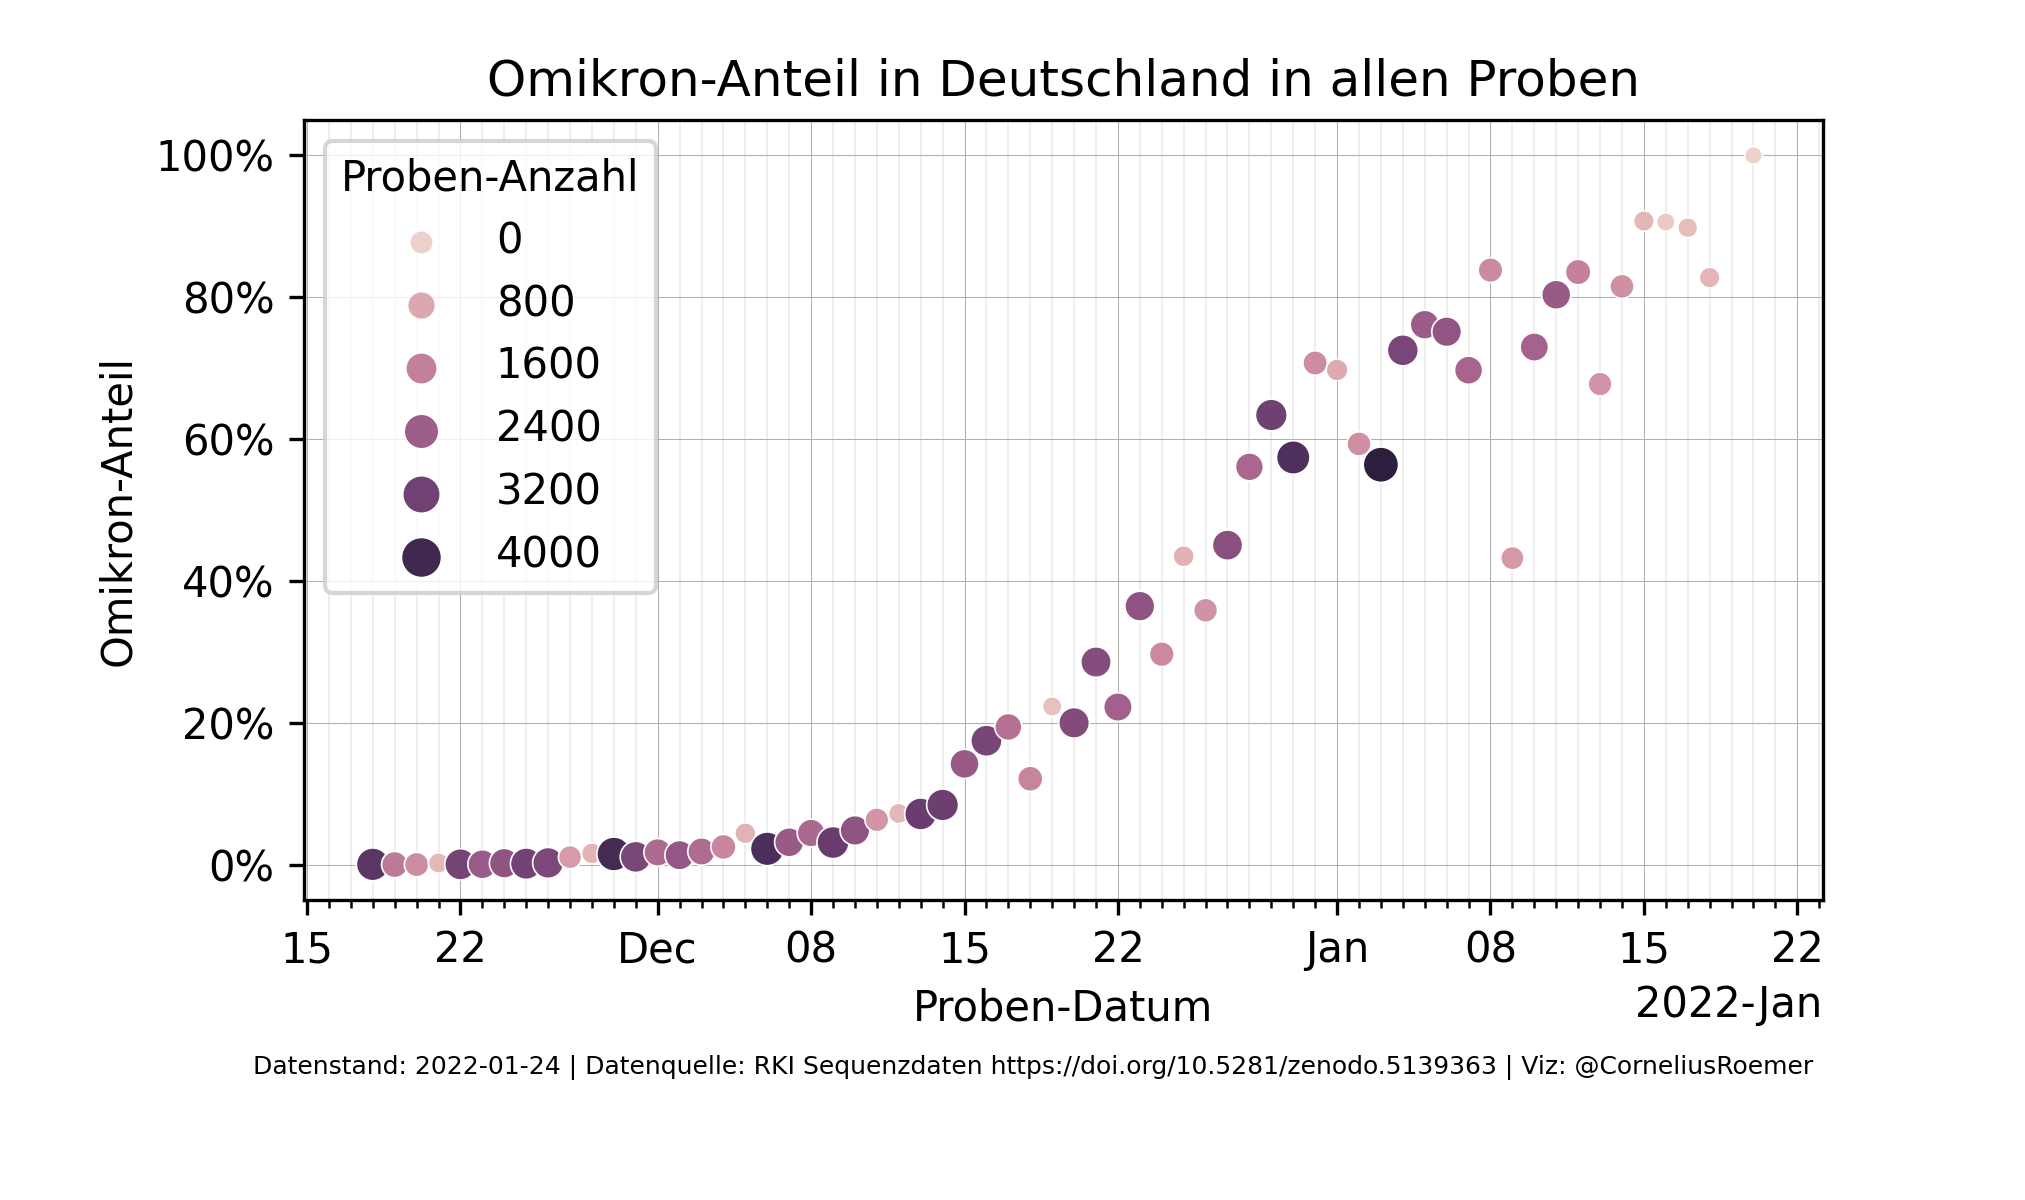 Omikron-Anteil in Deutschland in allen Proben
100%
80%
60%
40%
20%
0%
Omikron-Anteil
Proben-Anzahl
0
800
1600
2400
3200
4000
15 22 Dec 08 15 22 Jan 08 15 22
Proben-Datum
2022-Jan
Datenstand: 2022-01-24 | Datenquelle: RKI Sequenzdaten https://doi.org/10.5281/zenodo.5139363 | Viz: @CorneliusRoemer